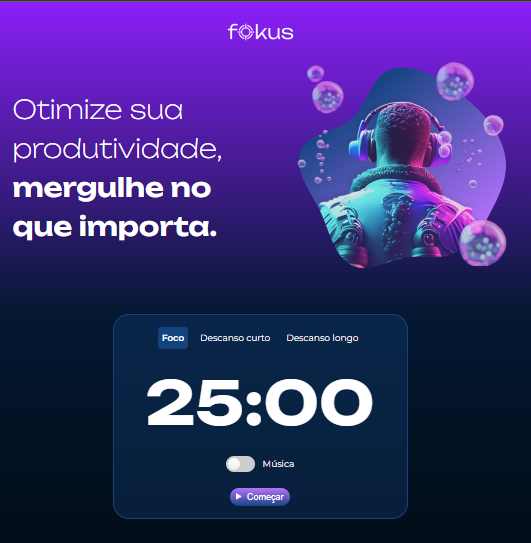 fokus
Otimize sua
produtividade,
mergulhe no
que importa.
Foco Descanso curto Descanso longo
25:00
Música
Começar